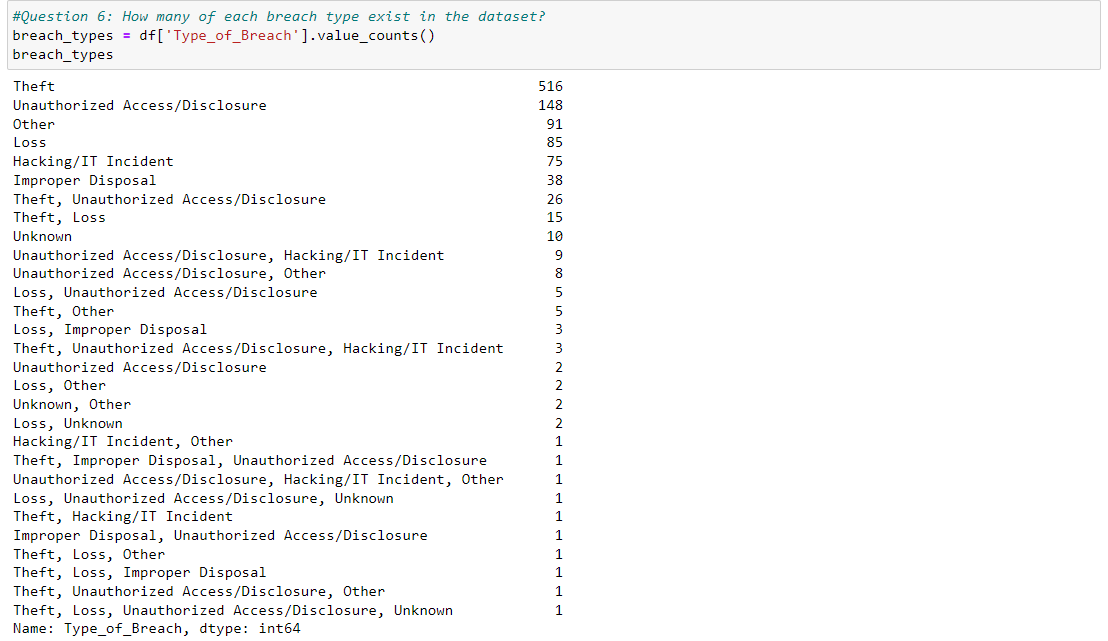 #Question 6: How many of each breach type exist in the dataset?
breach_types = df['Type_of_Breach'].value_counts()
breach_types
Theft 516
Unauthorized Access/Disclosure 148
Other 91
Loss 85
Hacking/IT Incident 75
Improper Disposal 38
Theft, Unauthorized Access/Disclosure 26
Theft, Loss 15
Unknown 10
Unauthorized Access/Disclosure, Hacking/IT Incident 9
Unauthorized Access/Disclosure, Other 8
Loss, Unauthorized Access/Disclosure 5
Theft, Other 5
Loss, Improper Disposal 3
Theft, Unauthorized Access/Disclosure, Hacking/IT Incident 3
Unauthorized Access/Disclosure 2
Loss, Other 2
Unknown, Other 2
Loss, Unknown 2
Hacking/IT Incident, Other 1
Theft, Improper Disposal, Unauthorized Access/Disclosure 1
Unauthorized Access/Disclosure, Hacking/IT Incident, Other 1
Loss, Unauthorized Access/Disclosure, Unknown 1
Theft, Hacking/IT Incident 1
Improper Disposal, Unauthorized Access/Disclosure 1
Theft, Loss, Other 1
Theft, Loss, Improper Disposal 1
Theft, Unauthorized Access/Disclosure, Other 1
Theft, Loss, Unauthorized Access/Disclosure, Unknown 1
Name: Type_of_Breach, dtype: int64